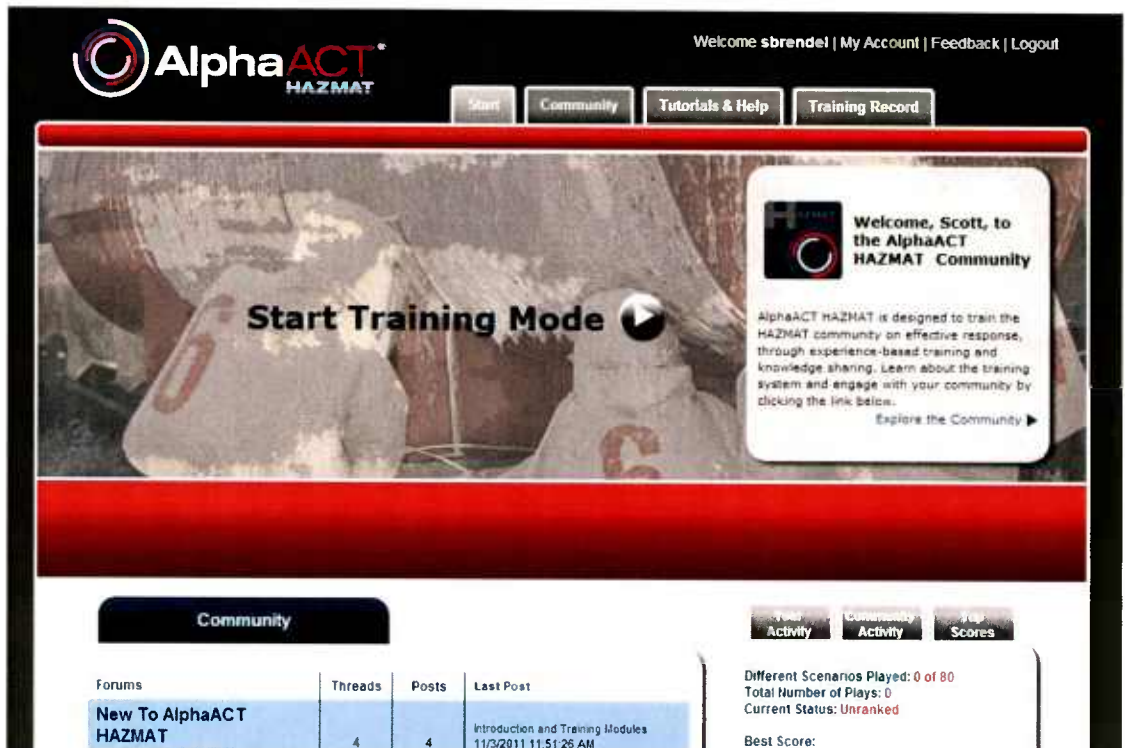 AlphaACT
HAZMAT
Welcome sbrendel | My Account | Feedback | Logout
Start
Community
Tutorials & Help
Training Record
Start Training Mode
Welcome, Scott, to
the AlphaACT
HAZMAT Community
AlphaACT HAZMAT is designed to train the
HAZMAT community on effective response,
through experience-based training and
knowledge sharing. Learn about the training
system and engage with your community by
clicking the link below.
Explore the Community
0
6
Community
Activity
Community
Activity
Top
Scores
Forums
Threads
Posts
Last Post
New To AlphaACT
HAZMAT
4
4
Introduction and Training Modules
11/3/2011 11:51:26 AM
Different Scenarios Played: 0 of 80
Total Number of Plays: 0
Current Status: Unranked
Best Score: